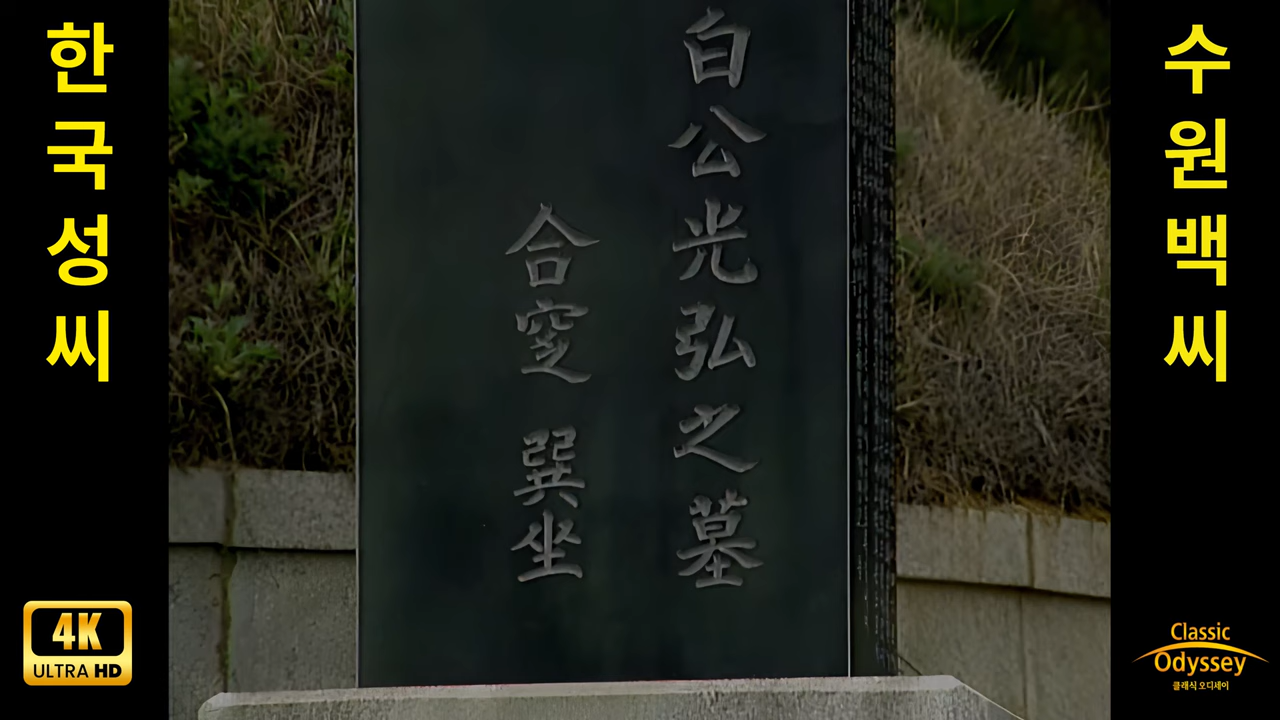 한국성씨
白公光弘之墓
合窆 巽坐
수원백씨
4K
ULTRA HD
Classic
Odyssey
클래식 오디세이